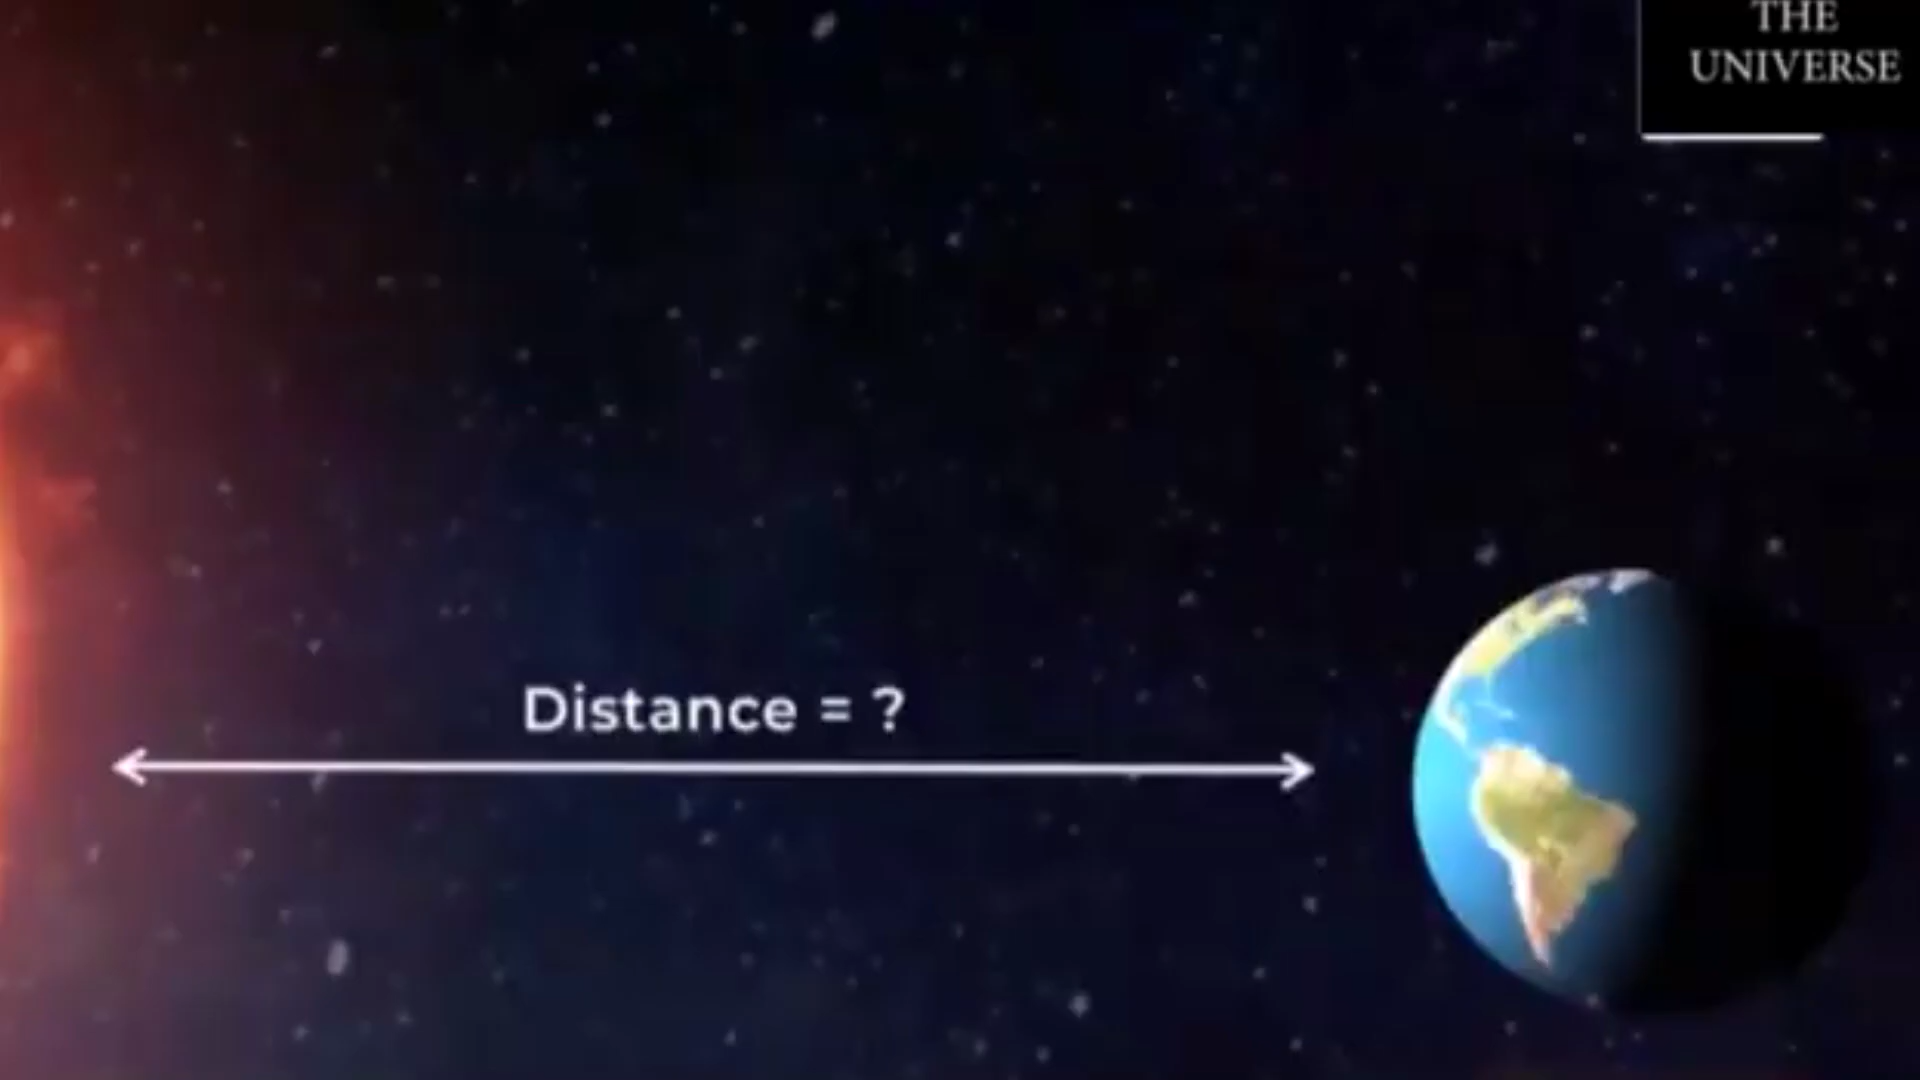 THE
UNIVERSE
Distance = ?